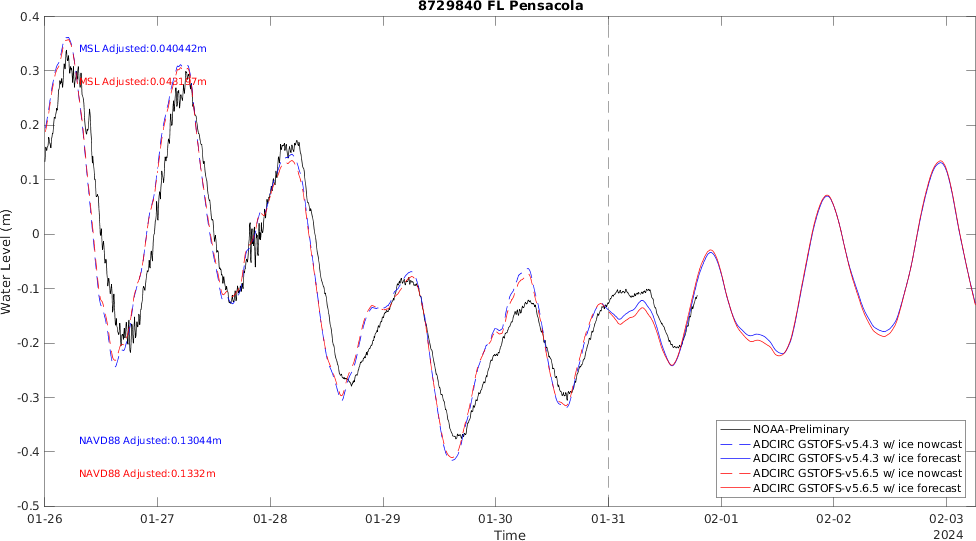 8729840 FL Pensacola
0.4
0.3
0.2
0.1
0
-0.1
-0.2
-0.3
-0.4
-0.5
Water Level (m)
MSL Adjusted:0.040442m
MSL Adjusted:0.048197m
NAVD88 Adjusted:0.13044m
NAVD88 Adjusted:0.1332m
NOAA-Preliminary
ADCIRC GSTOFS-v5.4.3 w/ ice nowcast
ADCIRC GSTOFS-v5.4.3 w/ ice forecast
ADCIRC GSTOFS-v5.6.5 w/ ice nowcast
ADCIRC GSTOFS-v5.6.5 w/ ice forecast
01-26 01-27 01-28 01-29 01-30 01-31 02-01 02-02 02-03
Time
2024